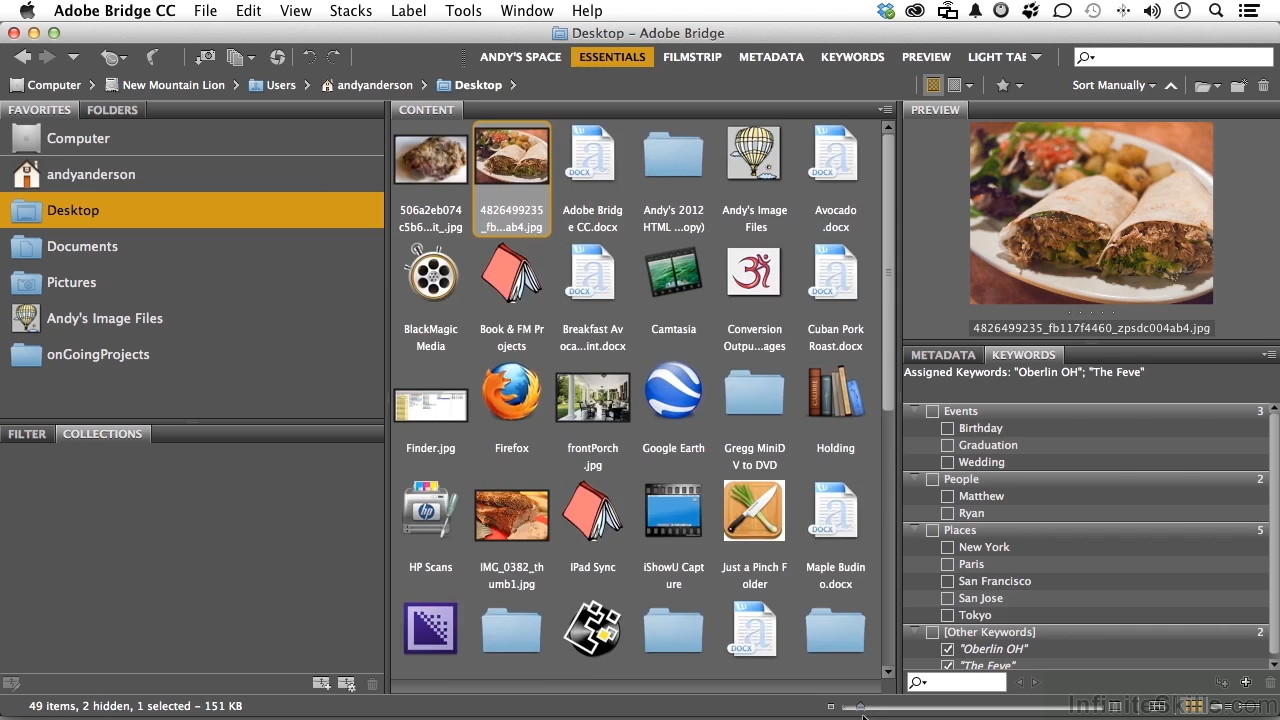 Adobe Bridge CC File Edit View Stacks Label Tools Window Help
Desktop – Adobe Bridge
ANDY'S SPACE ESSENTIALS FILMSTRIP METADATA KEYWORDS PREVIEW LIGHT TAE
Computer New Mountain Lion Users andyanderson Desktop Sort Manually
FAVORITES FOLDERS
Computer
andyanderson
Desktop
Documents
Pictures
Andy's Image Files
onGoingProjects
FILTER COLLECTIONS
CONTENT
506a2eb074 4826499235 Adobe Bridg Andy's 2012 Andy's Image Avocado
c5b6...it_.jpg _fb...ab4.jpg e CC.docx HTML ...opy) Files .docx
BlackMagic Book & FM Pr Breakfast Av Camtasia Conversion Cuban Pork
Media ojects oca...int.docx Outpu...ages Roast.docx
Finder.jpg Firefox frontPorch Google Earth Gregg MiniD Holding
.jpg V to DVD
HP Scans IMG_0382_th IPad Sync iShowU Capt Just a Pinch F Maple Budin
umb1.jpg ure older o.docx
PREVIEW
4826499235_fb117f4460_zpsdc004ab4.jpg
METADATA KEYWORDS
Assigned Keywords: "Oberlin OH"; "The Feve"
Events 3
Birthday
Graduation
Wedding
People 2
Matthew
Ryan
Places 5
New York
Paris
San Francisco
San Jose
Tokyo
[Other Keywords] 2
"Oberlin OH"
"The Feve"
49 items, 2 hidden, 1 selected – 151 KB
InfiniteSkills.com